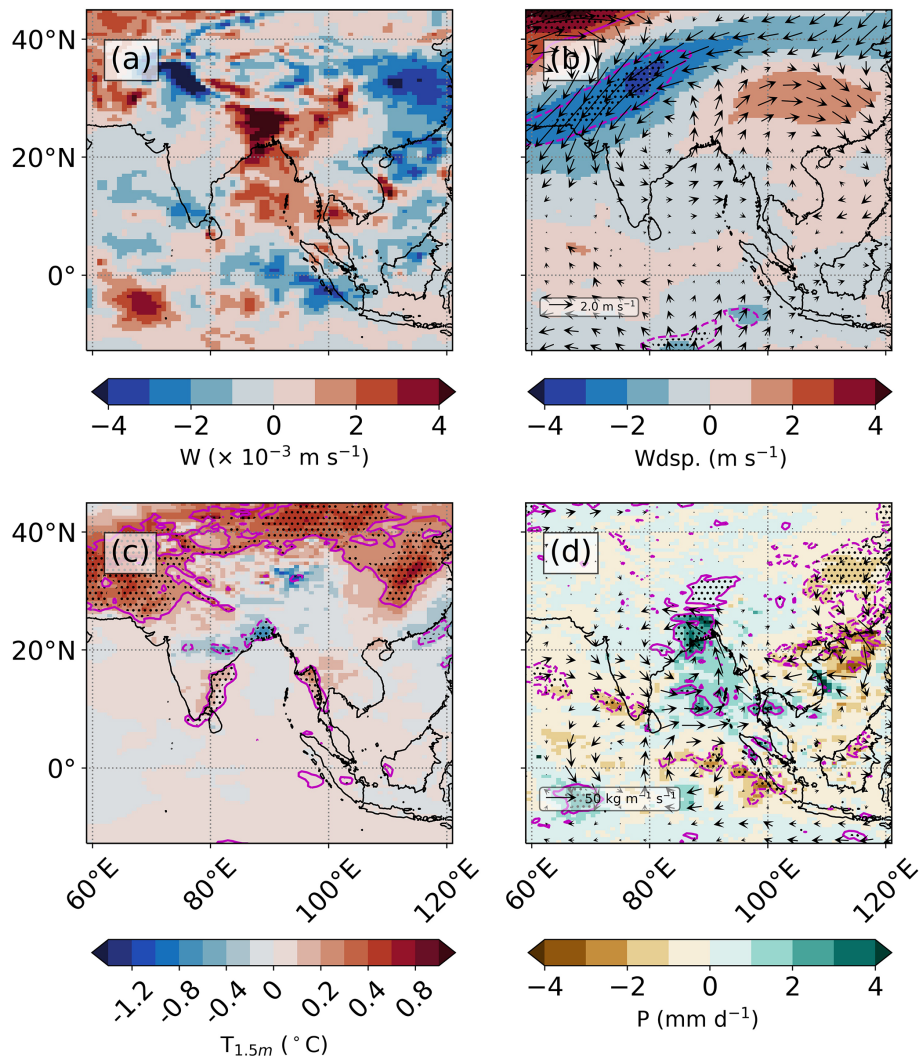 (a)
(b)
40°N
20°N
0°
2.0 m s⁻¹
−4 −2 0 2 4
W (× 10⁻³ m s⁻¹)
−4 −2 0 2 4
Wdsp. (m s⁻¹)
(c)
(d)
40°N
20°N
0°
50 kg m⁻¹ s⁻¹
60°E 80°E 100°E 120°E
60°E 80°E 100°E 120°E
-1.2 -0.8 -0.4 0 0.2 0.4 0.8
T₁.₅ₘ (°C)
−4 −2 0 2 4
P (mm d⁻¹)